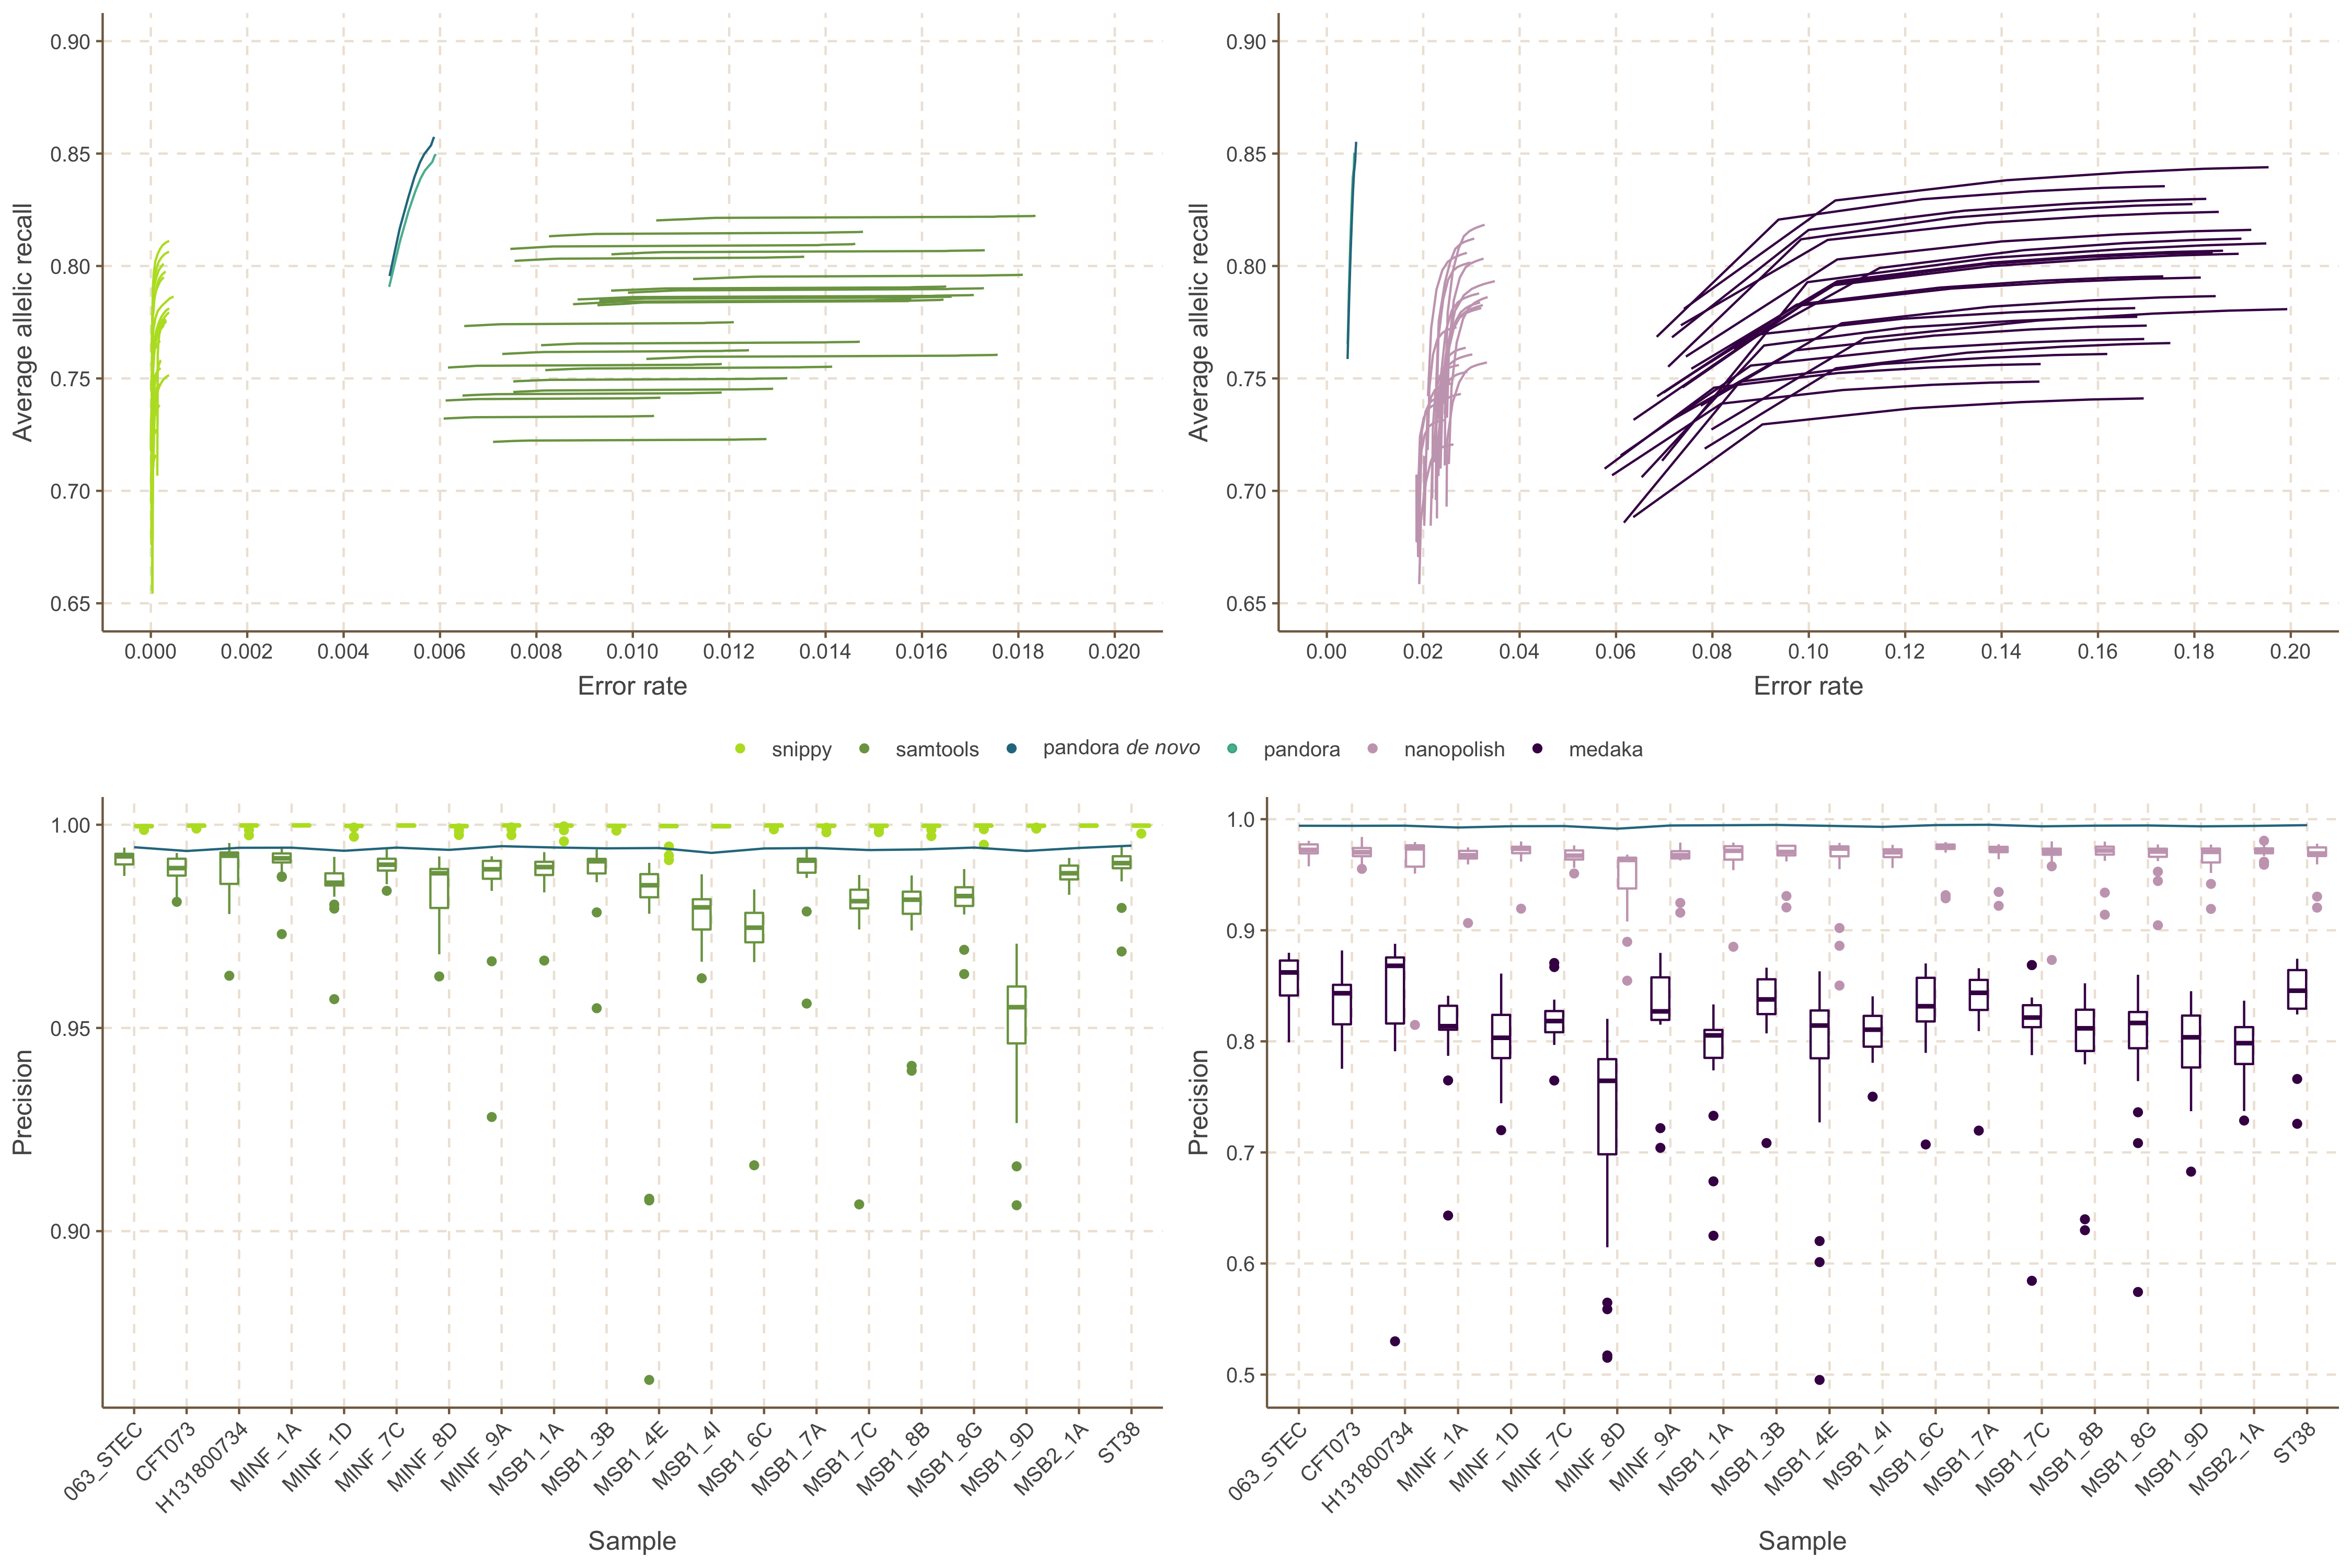 0.90
0.85
0.80
0.75
0.70
0.65
Average allelic recall
0.000 0.002 0.004 0.006 0.008 0.010 0.012 0.014 0.016 0.018 0.020
Error rate
0.90
0.85
0.80
0.75
0.70
0.65
Average allelic recall
0.00 0.02 0.04 0.06 0.08 0.10 0.12 0.14 0.16 0.18 0.20
Error rate
snippy samtools pandora de novo pandora nanopolish medaka
1.00
0.95
0.90
Precision
063_STEC CFT073 H131800734 MINF_1A MINF_1D MINF_7C MINF_8D MINF_9A MSB1_1A MSB1_3B MSB1_4E MSB1_4I MSB1_6C MSB1_7A MSB1_7C MSB1_8B MSB1_8G MSB1_9D MSB2_1A ST38
Sample
1.0
0.9
0.8
0.7
0.6
0.5
Precision
063_STEC CFT073 H131800734 MINF_1A MINF_1D MINF_7C MINF_8D MINF_9A MSB1_1A MSB1_3B MSB1_4E MSB1_4I MSB1_6C MSB1_7A MSB1_7C MSB1_8B MSB1_8G MSB1_9D MSB2_1A ST38
Sample